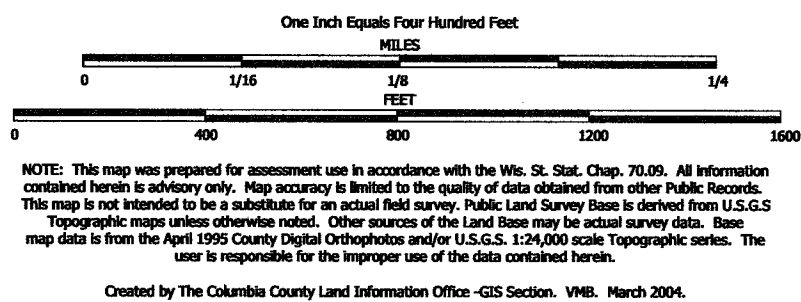 One Inch Equals Four Hundred Feet
MILES
0 1/16 1/8 1/4
FEET
0 400 800 1200 1600
NOTE: This map was prepared for assessment use in accordance with the Wis. St. Stat. Chap. 70.09. All information
contained herein is advisory only. Map accuracy is limited to the quality of data obtained from other Public Records.
This map is not intended to be a substitute for an actual field survey. Public Land Survey Base is derived from U.S.G.S
Topographic maps unless otherwise noted. Other sources of the Land Base may be actual survey data. Base
map data is from the April 1995 County Digital Orthophotos and/or U.S.G.S. 1:24,000 scale Topographic series. The
user is responsible for the improper use of the data contained herein.
Created by The Columbia County Land Information Office -GIS Section. VMB. March 2004.